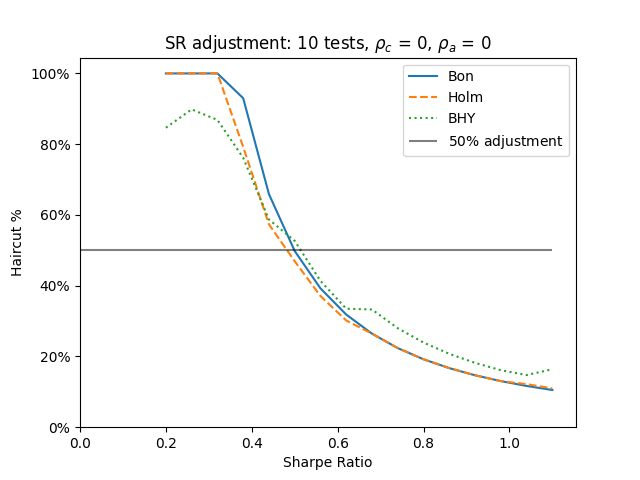 SR adjustment: 10 tests, ρc = 0, ρa = 0
100%
80%
60%
40%
20%
0%
Haircut %
Bon
Holm
BHY
50% adjustment
0.0 0.2 0.4 0.6 0.8 1.0
Sharpe Ratio